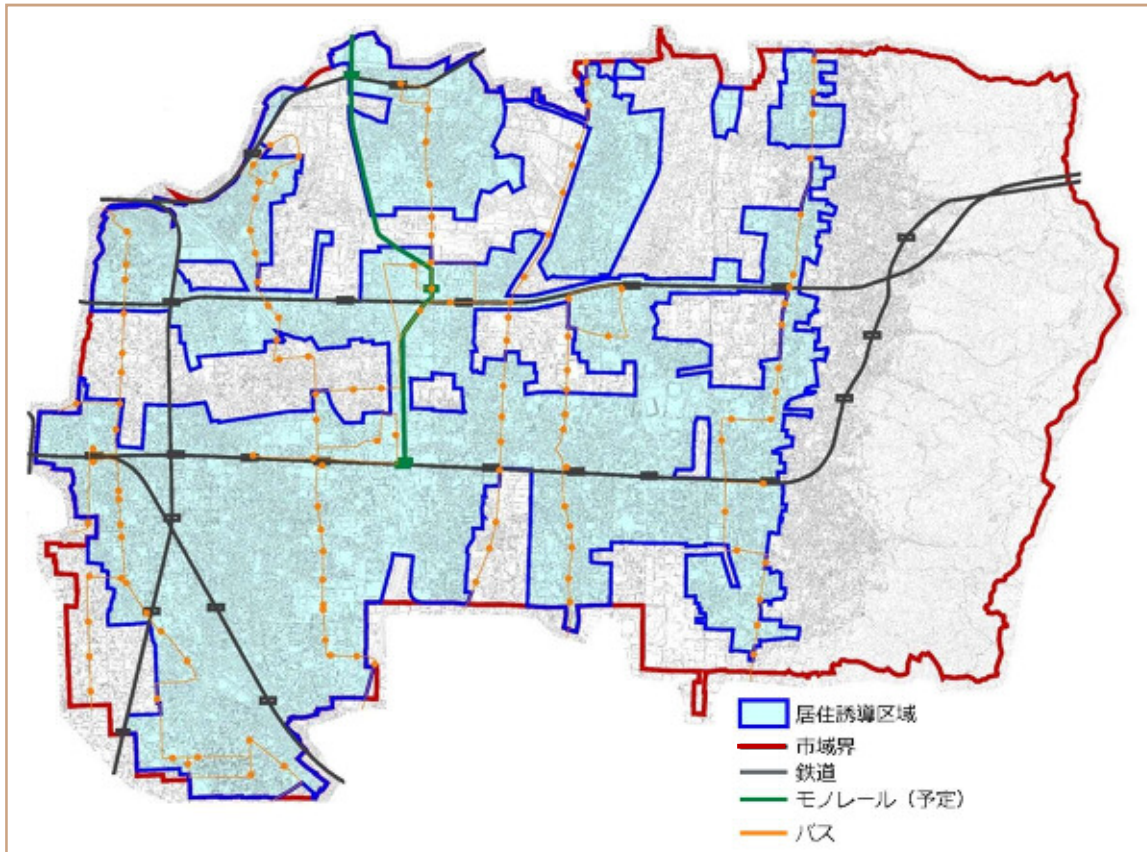 居住誘導区域
市域界
鉄道
モノレール（予定）
バス